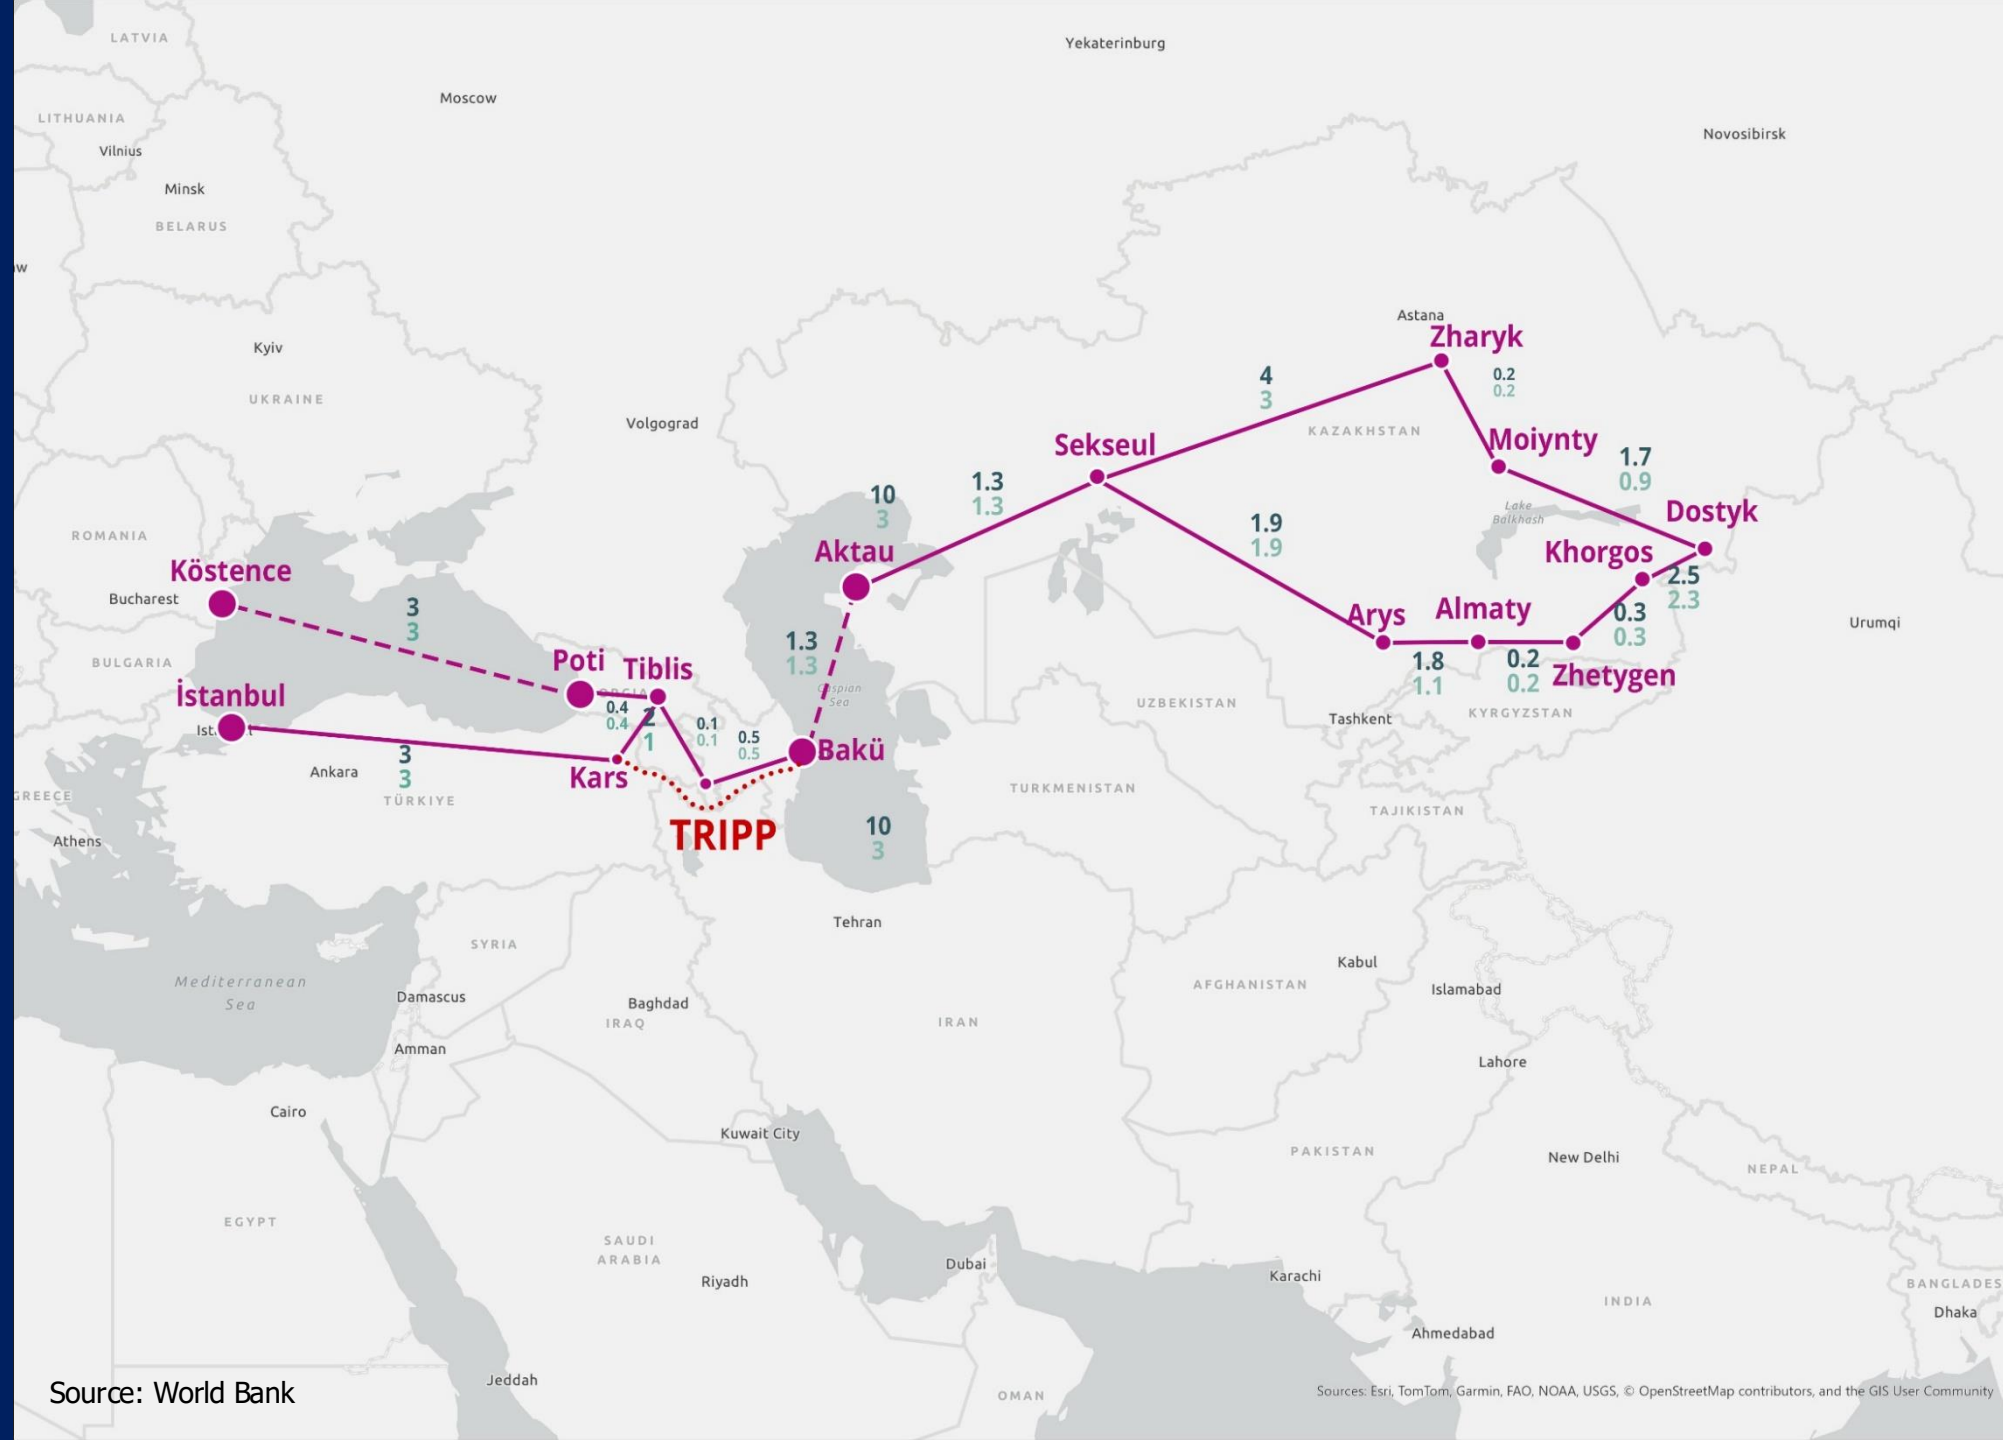 LATVIA
Yekaterinburg
Moscow
LITHUANIA
Novosibirsk
Vilnius
Minsk
BELARUS
Astana
Zharyk
Kyiv
4
3
0.2
0.2
UKRAINE
Volgograd
KAZAKHSTAN
Sekseul
Moiynty
1.7
0.9
10
3
1.3
1.3
Lake
Balkhash
Dostyk
1.9
1.9
ROMANIA
Aktau
Khorgos
Köstence
2.5
2.3
Bucharest
3
3
Arys
Almaty
0.3
0.3
Urumqi
1.3
1.3
BULGARIA
Poti
Tiblis
1.8
1.1
0.2
0.2
Zhetygen
İstanbul
Caspian
Sea
UZBEKISTAN
0.4
0.4
2
1
0.1
0.1
0.5
0.5
Tashkent
KYRGYZSTAN
3
3
Bakü
Ankara
Kars
TÜRKIYE
GREECE
TURKMENISTAN
TAJIKISTAN
Athens
TRIPP
10
3
Tehran
SYRIA
Mediterranean
Sea
Kabul
AFGHANISTAN
Islamabad
Damascus
Baghdad
IRAQ
IRAN
Amman
Lahore
Cairo
Kuwait City
PAKISTAN
New Delhi
NEPAL
EGYPT
SAUDI
ARABIA
Dubai
Riyadh
Karachi
INDIA
BANGLADES
Dhaka
Ahmedabad
Jeddah
OMAN
Source: World Bank
Sources: Esri, TomTom, Garmin, FAO, NOAA, USGS, © OpenStreetMap contributors, and the GIS User Community